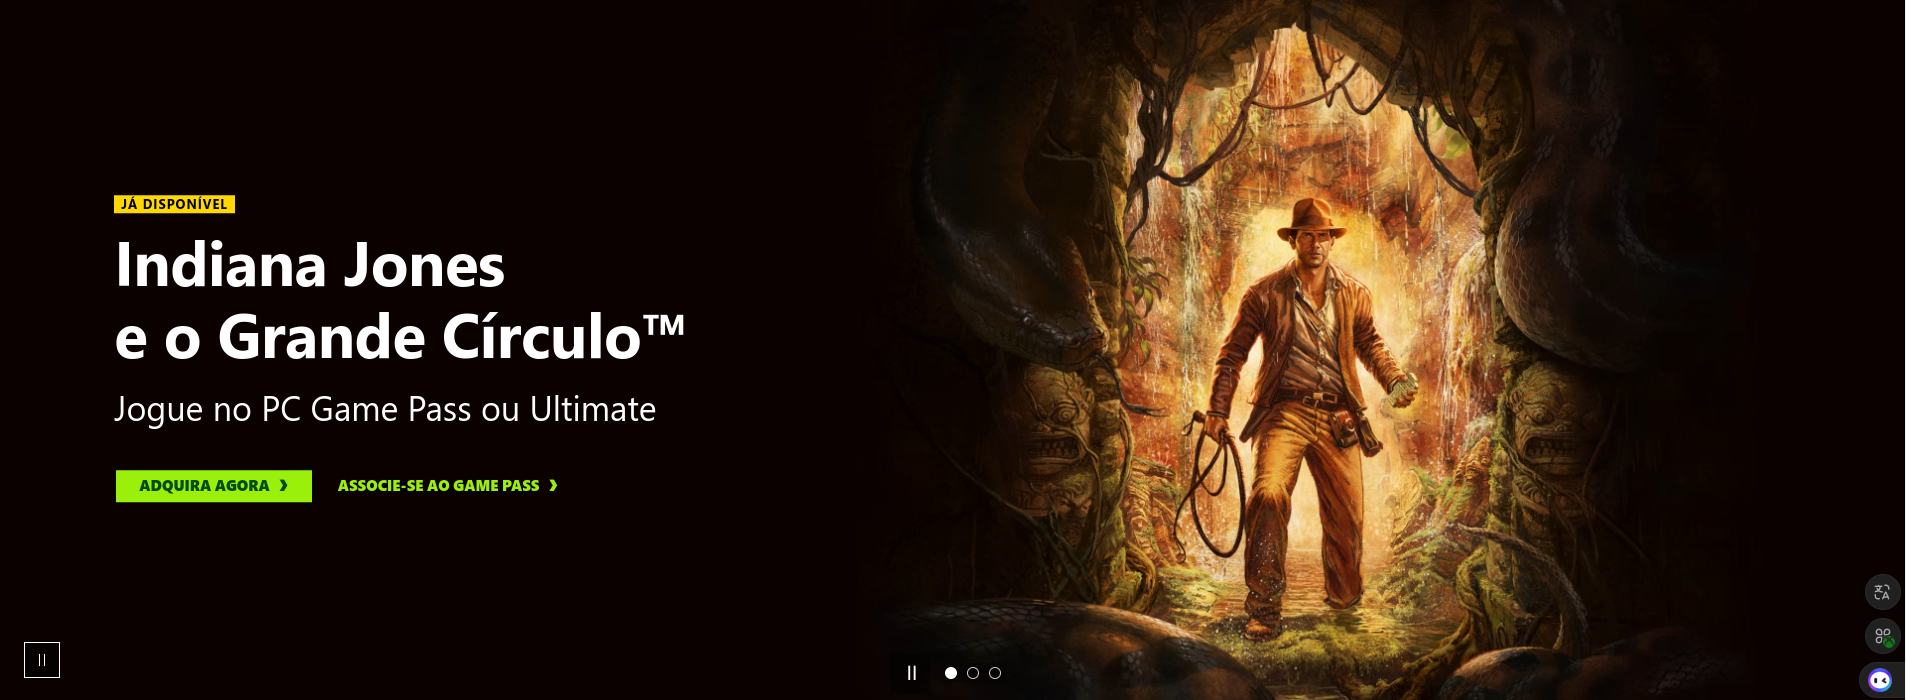 JÁ DISPONÍVEL
Indiana Jones
e o Grande Círculo™
Jogue no PC Game Pass ou Ultimate
ADQUIRA AGORA
ASSOCIE-SE AO GAME PASS